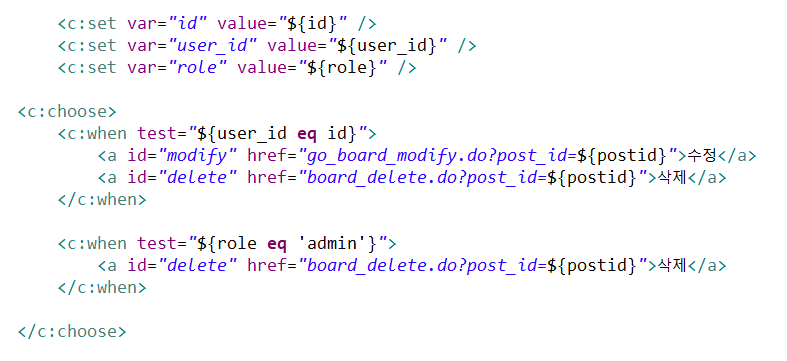 <c:set var="id" value="${id}" />
<c:set var="user_id" value="${user_id}" />
<c:set var="role" value="${role}" />
<c:choose>
<c:when test="${user_id eq id}">
<a id="modify" href="go_board_modify.do?post_id=${postid}">수정</a>
<a id="delete" href="board_delete.do?post_id=${postid}">삭제</a>
</c:when>
<c:when test="${role eq 'admin'}">
<a id="delete" href="board_delete.do?post_id=${postid}">삭제</a>
</c:when>
</c:choose>